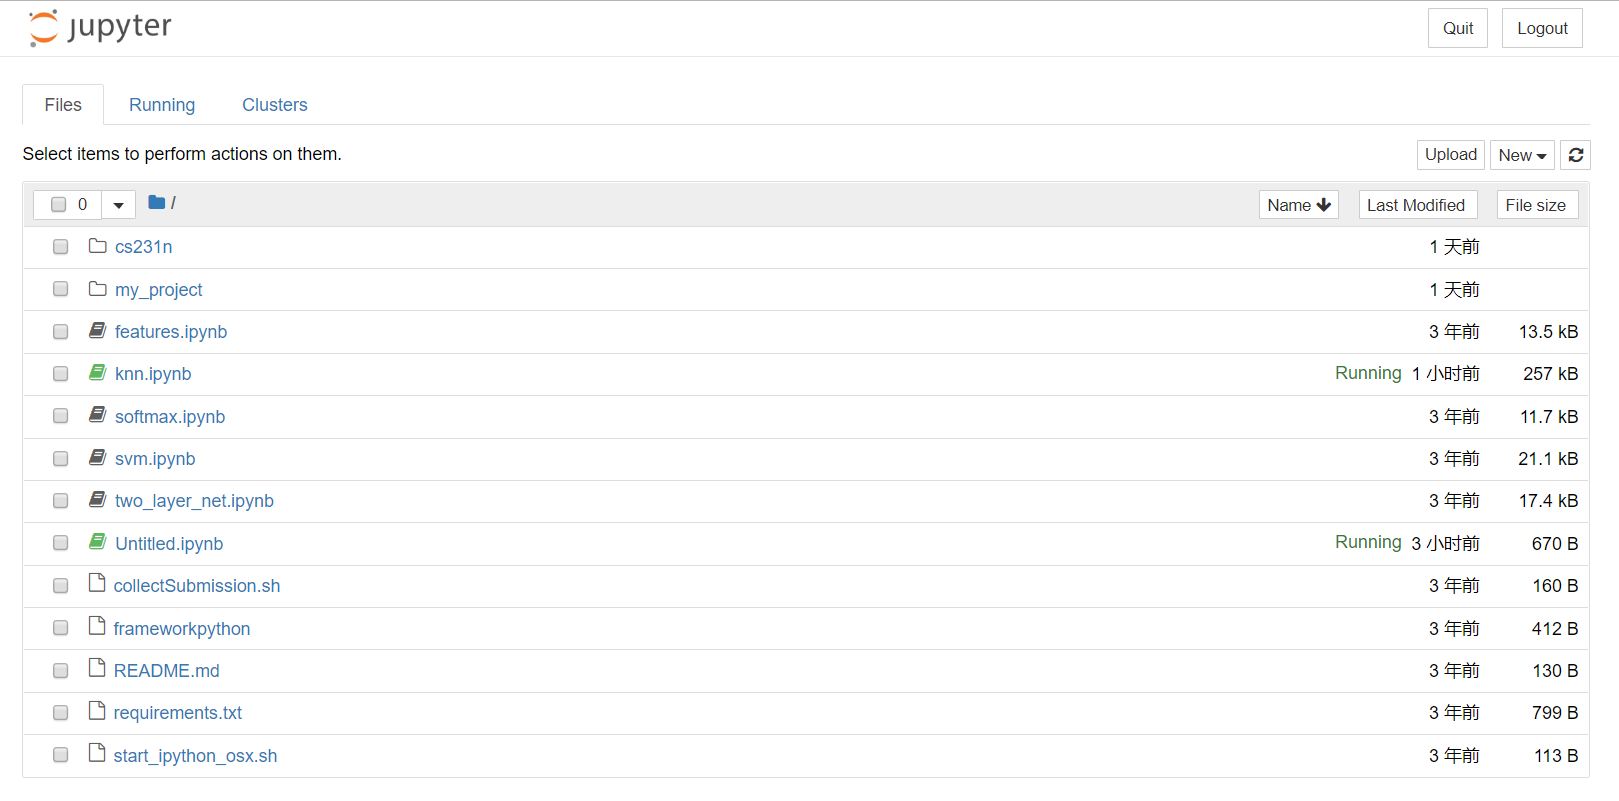 jupyter Quit Logout
Files Running Clusters
Select items to perform actions on them. Upload New
0 / Name Last Modified File size
cs231n 1 天前
my_project 1 天前
features.ipynb 3 年前 13.5 kB
knn.ipynb Running 1 小时前 257 kB
softmax.ipynb 3 年前 11.7 kB
svm.ipynb 3 年前 21.1 kB
two_layer_net.ipynb 3 年前 17.4 kB
Untitled.ipynb Running 3 小时前 670 B
collectSubmission.sh 3 年前 160 B
frameworkpython 3 年前 412 B
README.md 3 年前 130 B
requirements.txt 3 年前 799 B
start_ipython_osx.sh 3 年前 113 B